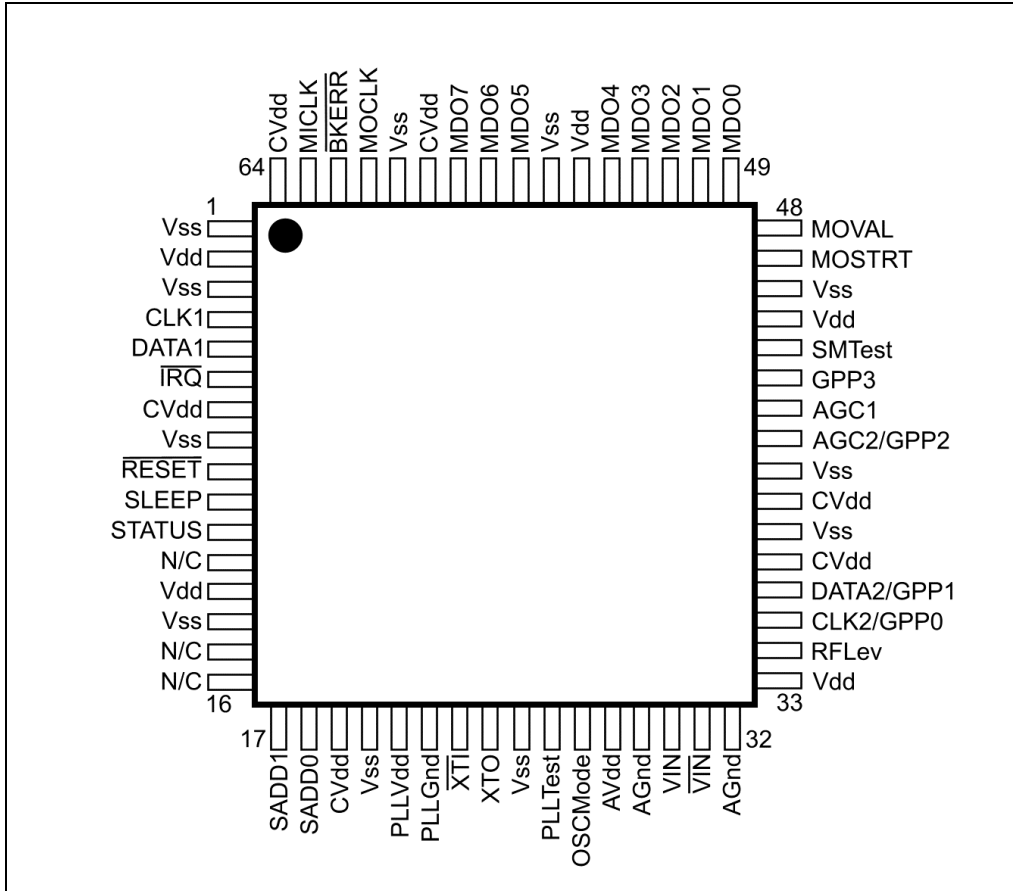 CVdd
MICLK
BKERR
MOCLK
Vss
CVdd
MDO7
MDO6
MDO5
Vss
Vdd
MDO4
MDO3
MDO2
MDO1
MDO0
64
49
1
48
Vss
Vdd
Vss
CLK1
DATA1
IRQ
CVdd
Vss
RESET
SLEEP
STATUS
N/C
Vdd
Vss
N/C
N/C
16
MOVAL
MOSTRT
Vss
Vdd
SMTest
GPP3
AGC1
AGC2/GPP2
Vss
CVdd
Vss
CVdd
DATA2/GPP1
CLK2/GPP0
RFLev
Vdd
33
17
32
SADD1
SADD0
CVdd
Vss
PLLVdd
PLLGnd
XTI
XTO
Vss
PLLTest
OSCMode
AVdd
AGnd
VIN
VIN
AGnd